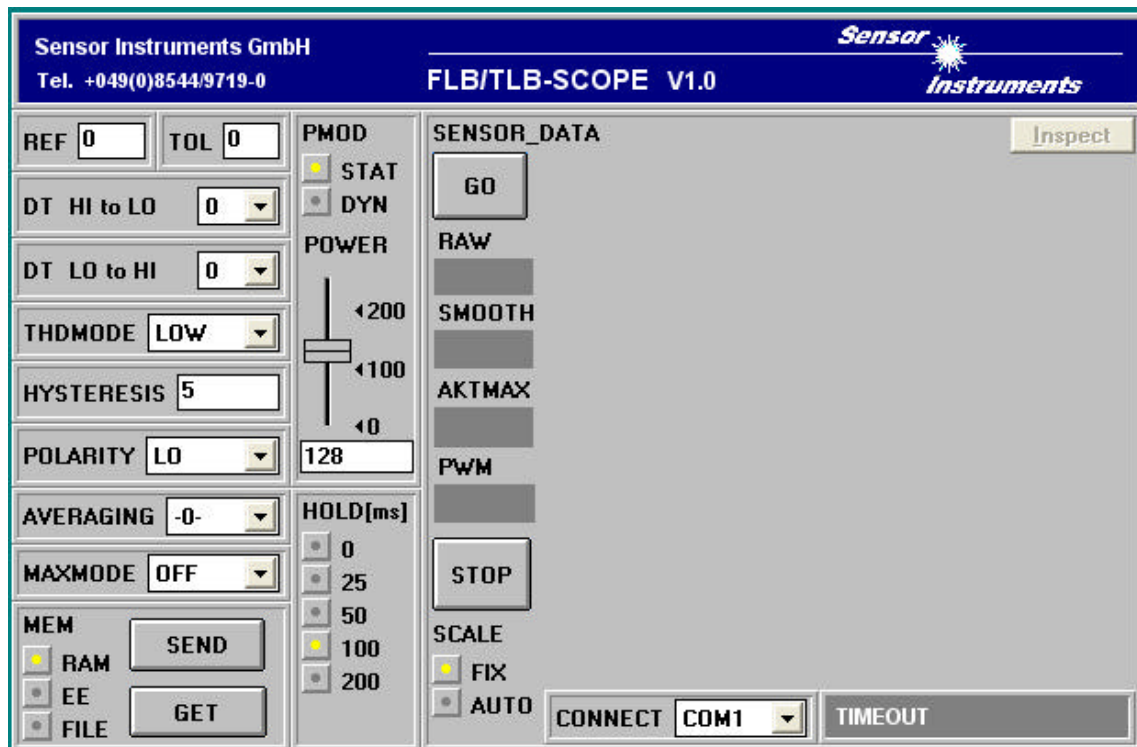 Sensor Instruments GmbH
Tel. +049(0)8544/9719-0
FLB/TLB-SCOPE V1.0
Sensor
Instruments
REF 0
TOL 0
DT HI to LO 0
DT LO to HI 0
THDMODE LOW
HYSTERESIS 5
POLARITY LO
AVERAGING -0-
MAXMODE OFF
MEM
RAM
EE
FILE
SEND
GET
PMOD
STAT
DYN
POWER
200
100
0
128
HOLD[ms]
0
25
50
100
200
SENSOR_DATA
GO
RAW
SMOOTH
AKTMAX
PWM
STOP
SCALE
FIX
AUTO
Inspect
CONNECT COM1
TIMEOUT